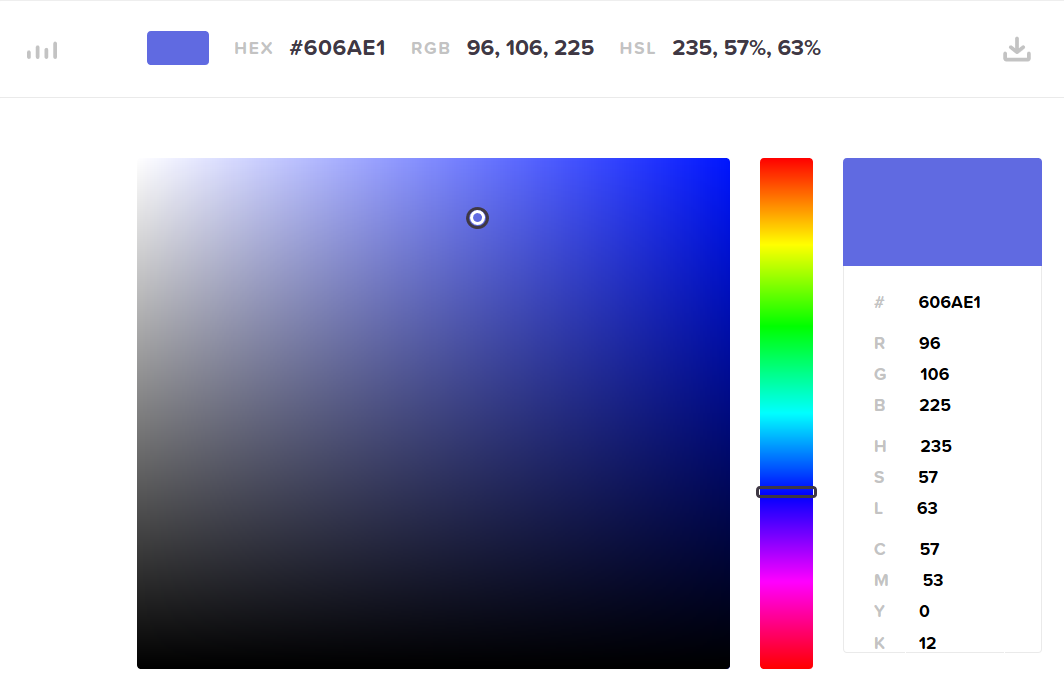 HEX #606AE1 RGB 96, 106, 225 HSL 235, 57%, 63%
# 606AE1
R 96
G 106
B 225
H 235
S 57
L 63
C 57
M 53
Y 0
K 12